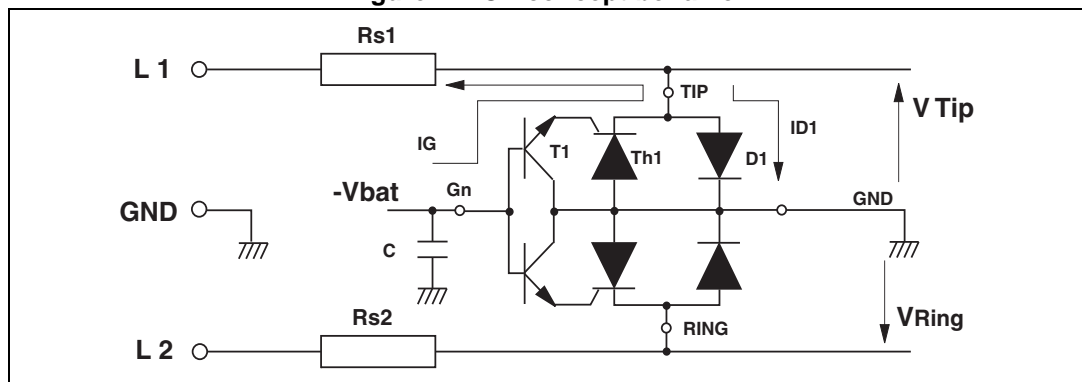 Rs1
L 1
TIP
V Tip
IG
ID1
T1
Th1
D1
-Vbat
Gn
GND
GND
C
Rs2
RING
VRing
L 2